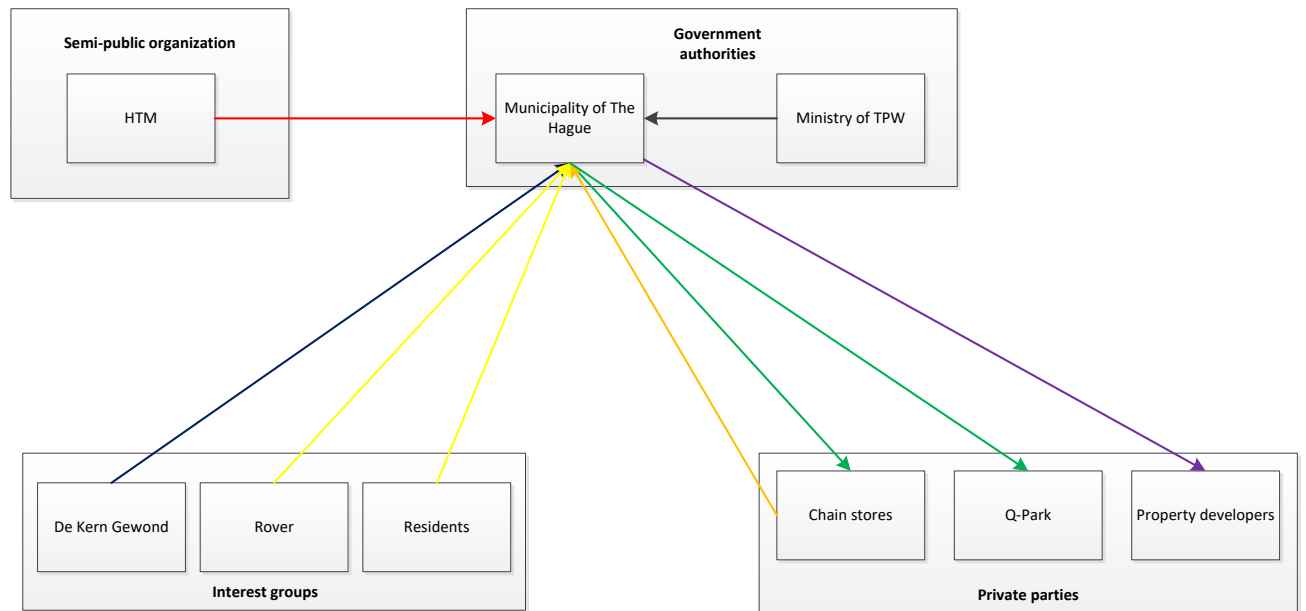 Semi-public organization
HTM
Government
authorities
Municipality of The
Hague
Ministry of TPW
De Kern Gewond
Rover
Residents
Interest groups
Chain stores
Q-Park
Property developers
Private parties